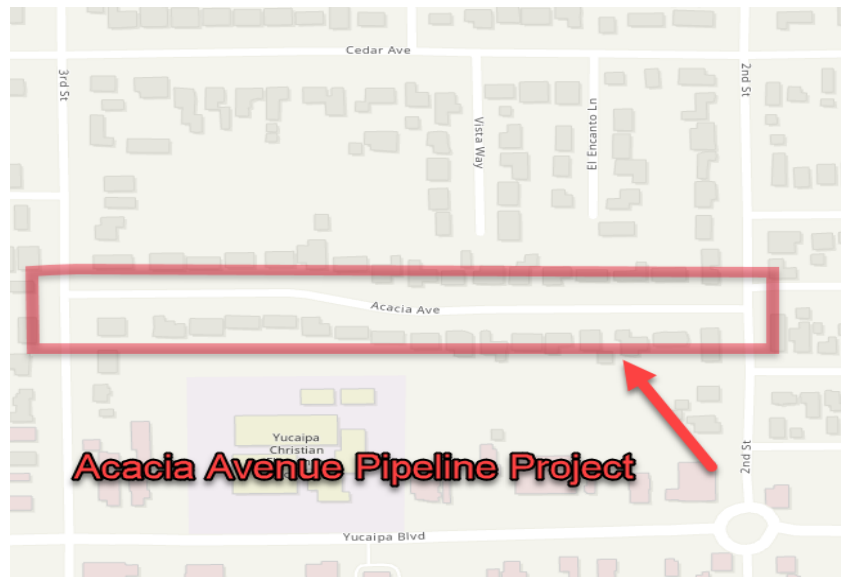 Cedar Ave
3rd St
2nd St
Vista Way
El Encanto Ln
Acacia Ave
Yucaipa
Christian
Acacia Avenue Pipeline Project
2nd St
Yucaipa Blvd